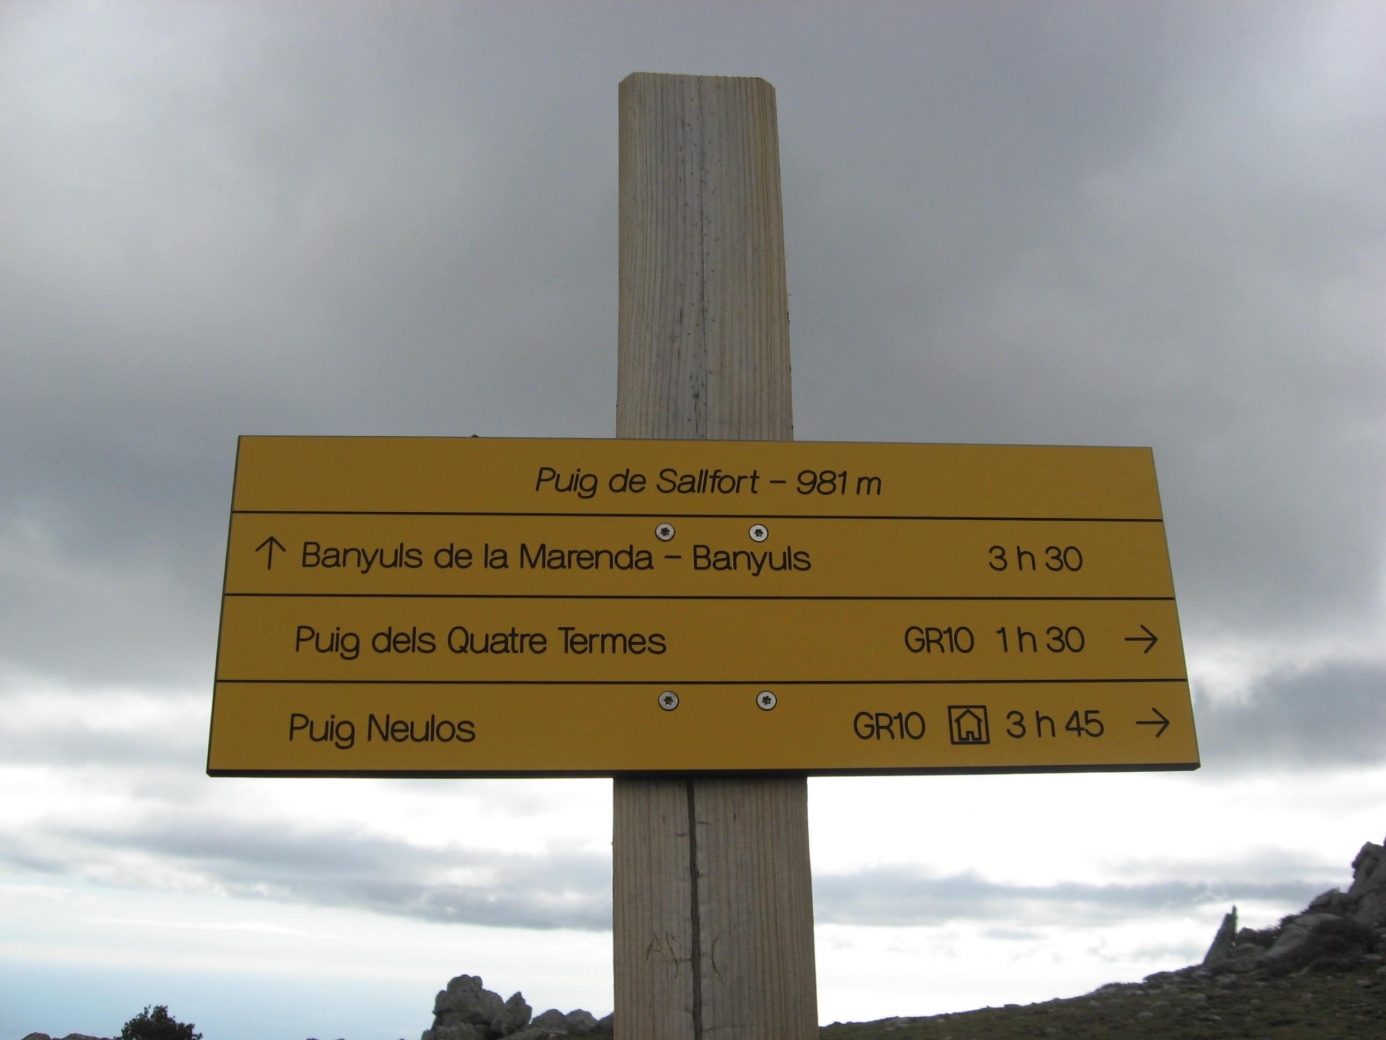 Puig de Sallfort – 981 m
↑ Banyuls de la Marenda – Banyuls 3 h 30
Puig dels Quatre Termes GR10 1 h 30 →
Puig Neulos GR10 3 h 45 →